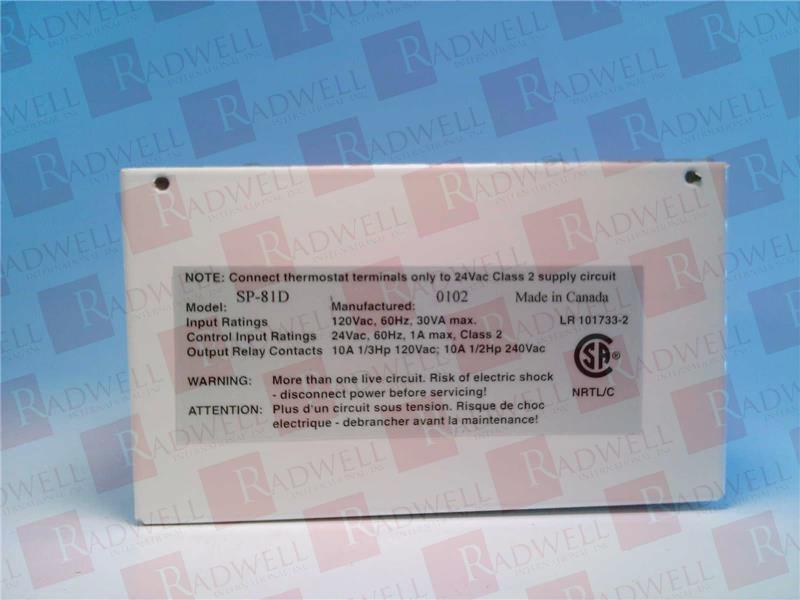 NOTE: Connect thermostat terminals only to 24Vac Class 2 supply circuit
Model: SP-81D Manufactured: 0102 Made in Canada
Input Ratings 120Vac, 60Hz, 30VA max. LR 101733-2
Control Input Ratings 24Vac, 60Hz, 1A max, Class 2
Output Relay Contacts 10A 1/3Hp 120Vac; 10A 1/2Hp 240Vac
SA ®
NRTL/C
WARNING: More than one live circuit. Risk of electric shock
- disconnect power before servicing!
ATTENTION: Plus d'un circuit sous tension. Risque de choc
electrique - debrancher avant la maintenance!
RADWELL
INTERNATIONAL, INC.